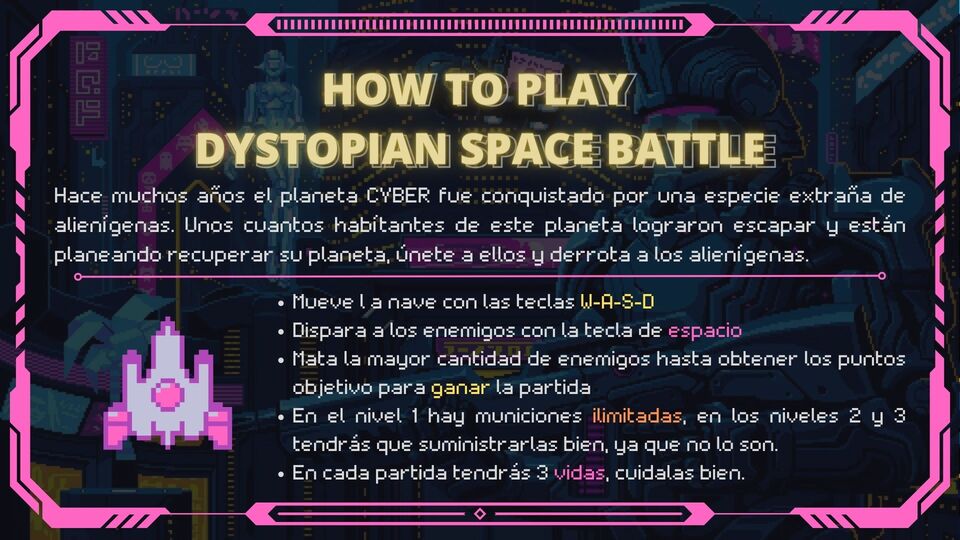 HOW TO PLAY
DYSTOPIAN SPACE BATTLE
Hace muchos años el planeta CYBER fue conquistado por una especie extraña de
alienígenas. Unos cuantos habitantes de este planeta lograron escapar y están
planeando recuperar su planeta, únete a ellos y derrota a los alienígenas.
• Mueve l a nave con las teclas W-A-S-D
• Dispara a los enemigos con la tecla de espacio
• Mata la mayor cantidad de enemigos hasta obtener los puntos
objetivo para ganar la partida
• En el nivel 1 hay municiones ilimitadas, en los niveles 2 y 3
tendrás que suministrarlas bien, ya que no lo son.
• En cada partida tendrás 3 vidas, cuidalas bien.